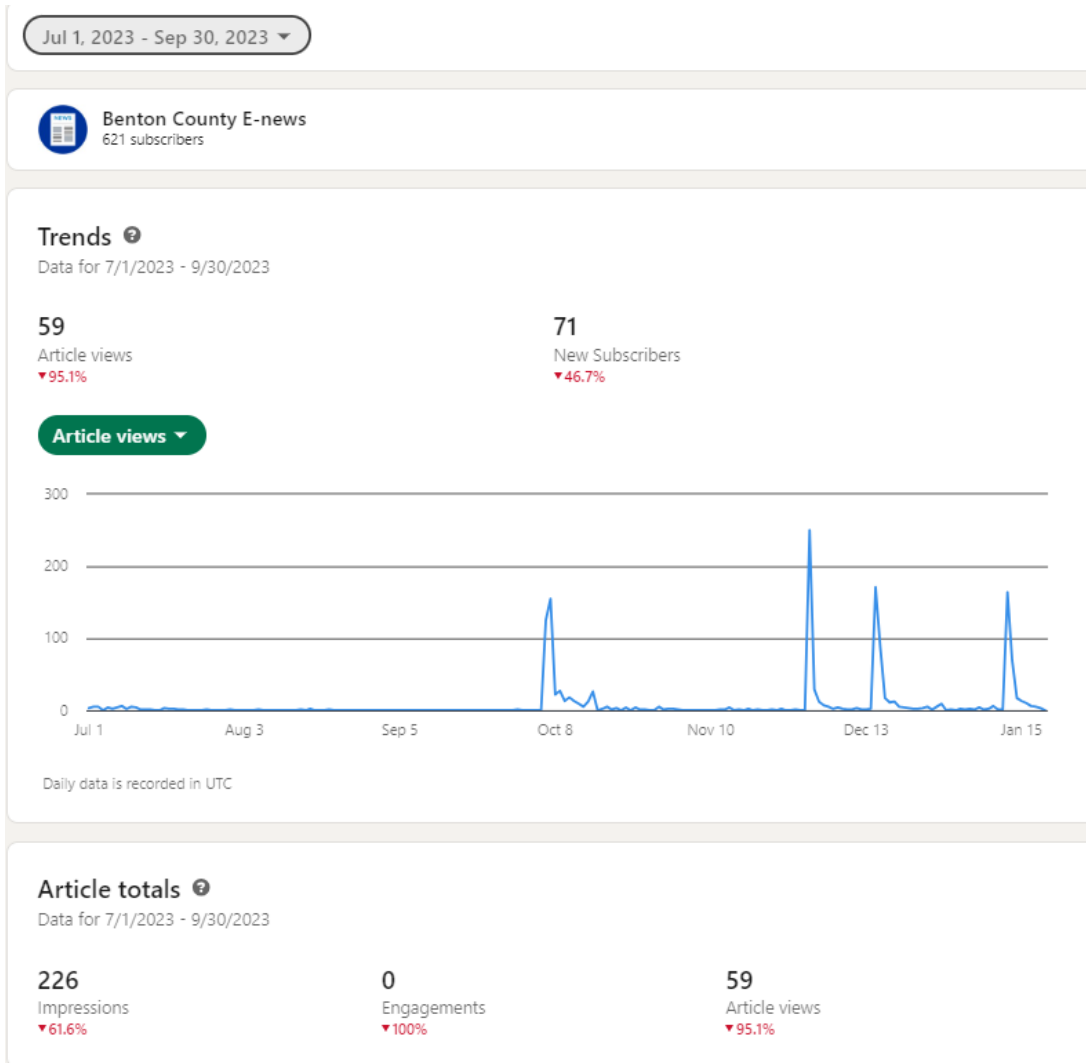 Jul 1, 2023 - Sep 30, 2023
NEWS
Benton County E-news
621 subscribers
Trends
Data for 7/1/2023 - 9/30/2023
59
Article views
▼95.1%
71
New Subscribers
▼46.7%
Article views
300
200
100
0
Jul 1
Aug 3
Sep 5
Oct 8
Nov 10
Dec 13
Jan 15
Daily data is recorded in UTC
Article totals
Data for 7/1/2023 - 9/30/2023
226
Impressions
▼61.6%
0
Engagements
▼100%
59
Article views
▼95.1%